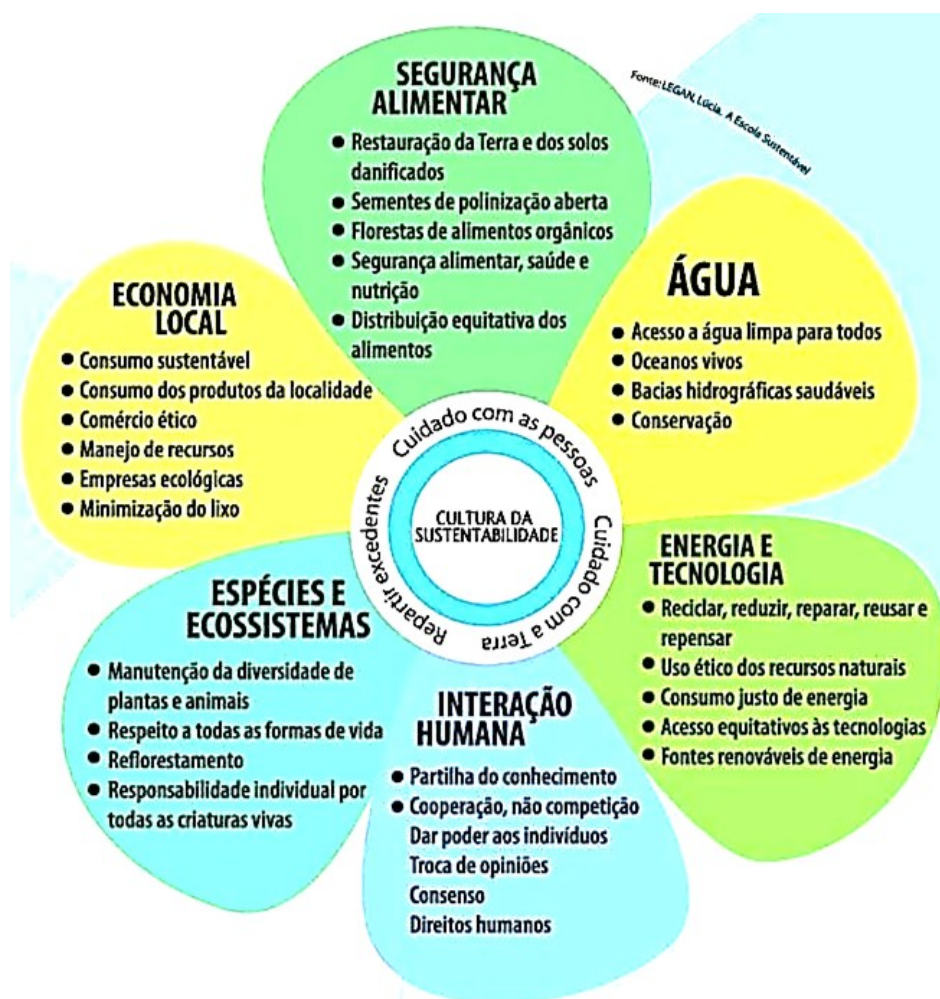 SEGURANÇA
ALIMENTAR
● Restauração da Terra e dos solos
danificados
● Sementes de polinização aberta
● Florestas de alimentos orgânicos
● Segurança alimentar, saúde e
nutrição
● Distribuição equitativa dos
alimentos
Fonte: LEGAN, Lúcia. A Escola Sustentável
ÁGUA
● Acesso a água limpa para todos
● Oceanos vivos
● Bacias hidrográficas saudáveis
● Conservação
ECONOMIA
LOCAL
● Consumo sustentável
● Consumo dos produtos da localidade
● Comércio ético
● Manejo de recursos
● Empresas ecológicas
● Minimização do lixo
Cuidado com as pessoas
Cuidado com a Terra
Repartir excedentes
CULTURA DA
SUSTENTABILIDADE
ENERGIA E
TECNOLOGIA
● Reciclar, reduzir, reparar, reusar e
repensar
● Uso ético dos recursos naturais
● Consumo justo de energia
● Acesso equitativos às tecnologias
● Fontes renováveis de energia
ESPÉCIES E
ECOSSISTEMAS
● Manutenção da diversidade de
plantas e animais
● Respeito a todas as formas de vida
● Reflorestamento
● Responsabilidade individual por
todas as criaturas vivas
INTERAÇÃO
HUMANA
● Partilha do conhecimento
● Cooperação, não competição
Dar poder aos indivíduos
Troca de opiniões
Consenso
Direitos humanos